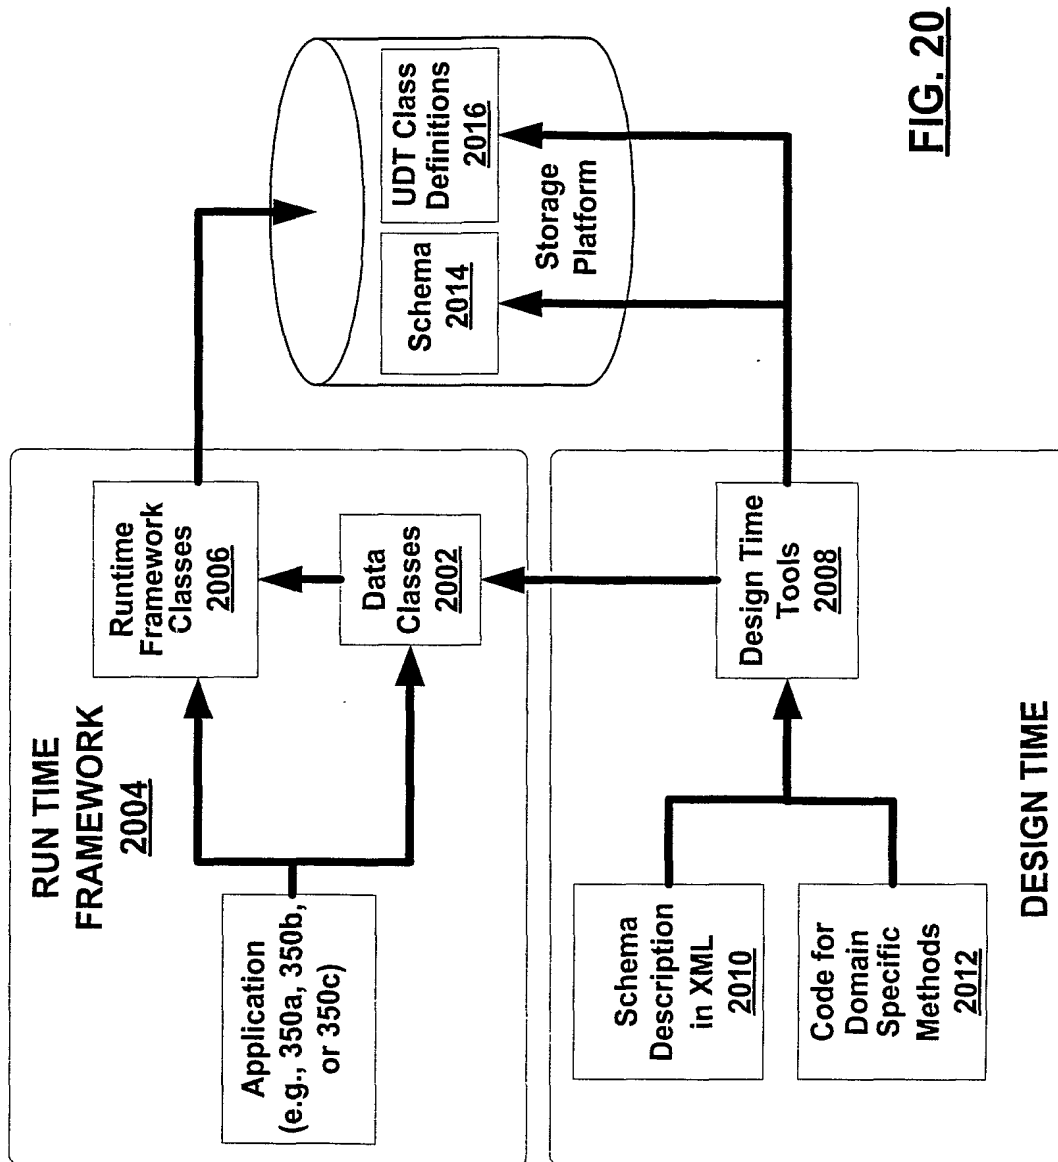 RUN TIME
FRAMEWORK
2004
Application
(e.g., 350a, 350b,
or 350c)
Runtime
Framework
Classes
2006
Data
Classes
2002
Schema
2014
UDT Class
Definitions
2016
Storage
Platform
Schema
Description
in XML
2010
Code for
Domain
Specific
Methods
2012
Design Time
Tools
2008
DESIGN TIME
FIG. 20